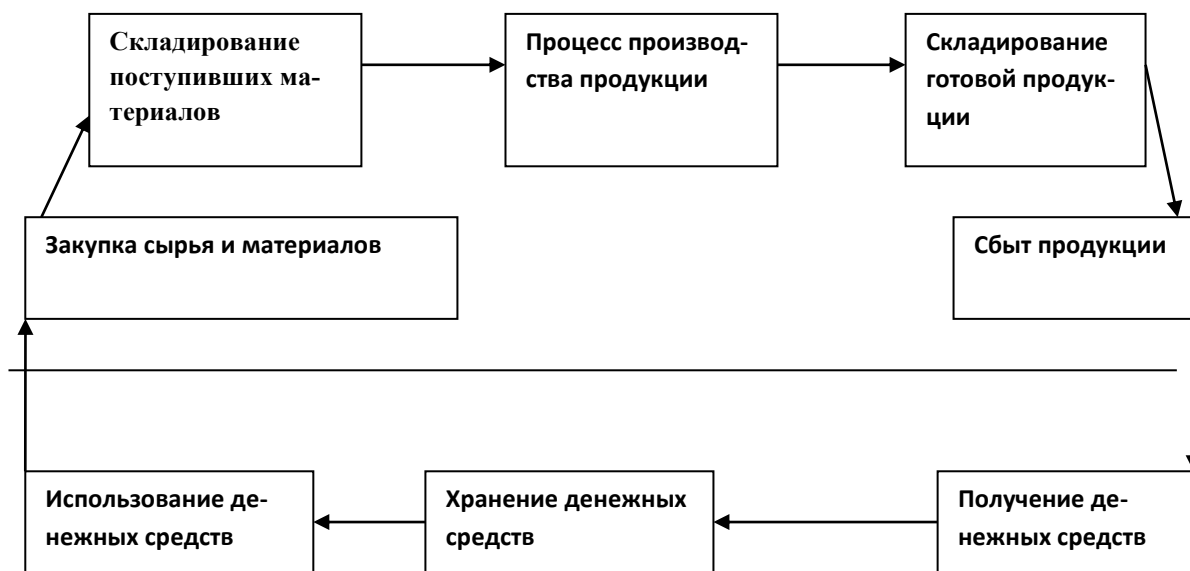 Складирование
поступивших ма-
териалов
Процесс производ-
ства продукции
Складирование
готовой продук-
ции
Закупка сырья и материалов
Сбыт продукции
Использование де-
нежных средств
Хранение денежных
средств
Получение де-
нежных средств